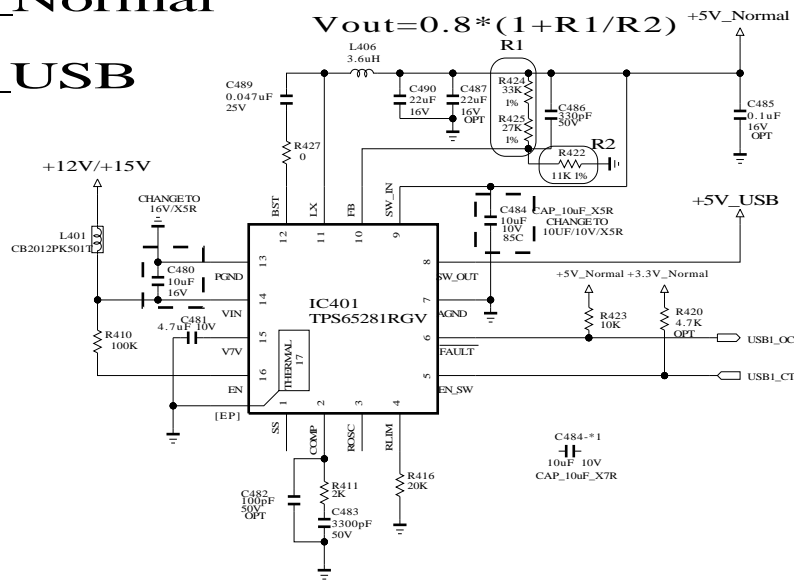 _Normal
_USB
Vout=0.8*(1+R1/R2)
+5V_Normal
R1
L406
3.6uH
C489
0.047uF
25V
C490
22uF
16V
C487
22uF
16V
OPT
R424
33K
1%
R425
27K
1%
C486
330pF
50V
C485
0.1uF
16V
OPT
R427
0
R2
R422
11K 1%
+12V/+15V
L401
CB2012PK501T
CHANGE TO
16V/X5R
C480
10uF
16V
BST
LX
FB
SW_IN
12
11
10
9
C484
10uF
10V
85C
CAP_10uF_X5R
CHANGE TO
10UF/10V/X5R
+5V_USB
13
PGND
14
VIN
15
V7V
16
EN
[EP]
IC401
TPS65281RGV
THERMAL
17
8
SW_OUT
7
AGND
6
FAULT
5
EN_SW
C481
4.7uF 10V
R410
100K
+5V_Normal
+3.3V_Normal
R423
10K
R420
4.7K
OPT
USB1_OC
USB1_CT
1
2
3
4
SS
COMP
ROSC
RLIM
C482
100pF
50V
OPT
R411
2K
C483
3300pF
50V
R416
20K
C484-*1
10uF 10V
CAP_10uF_X7R